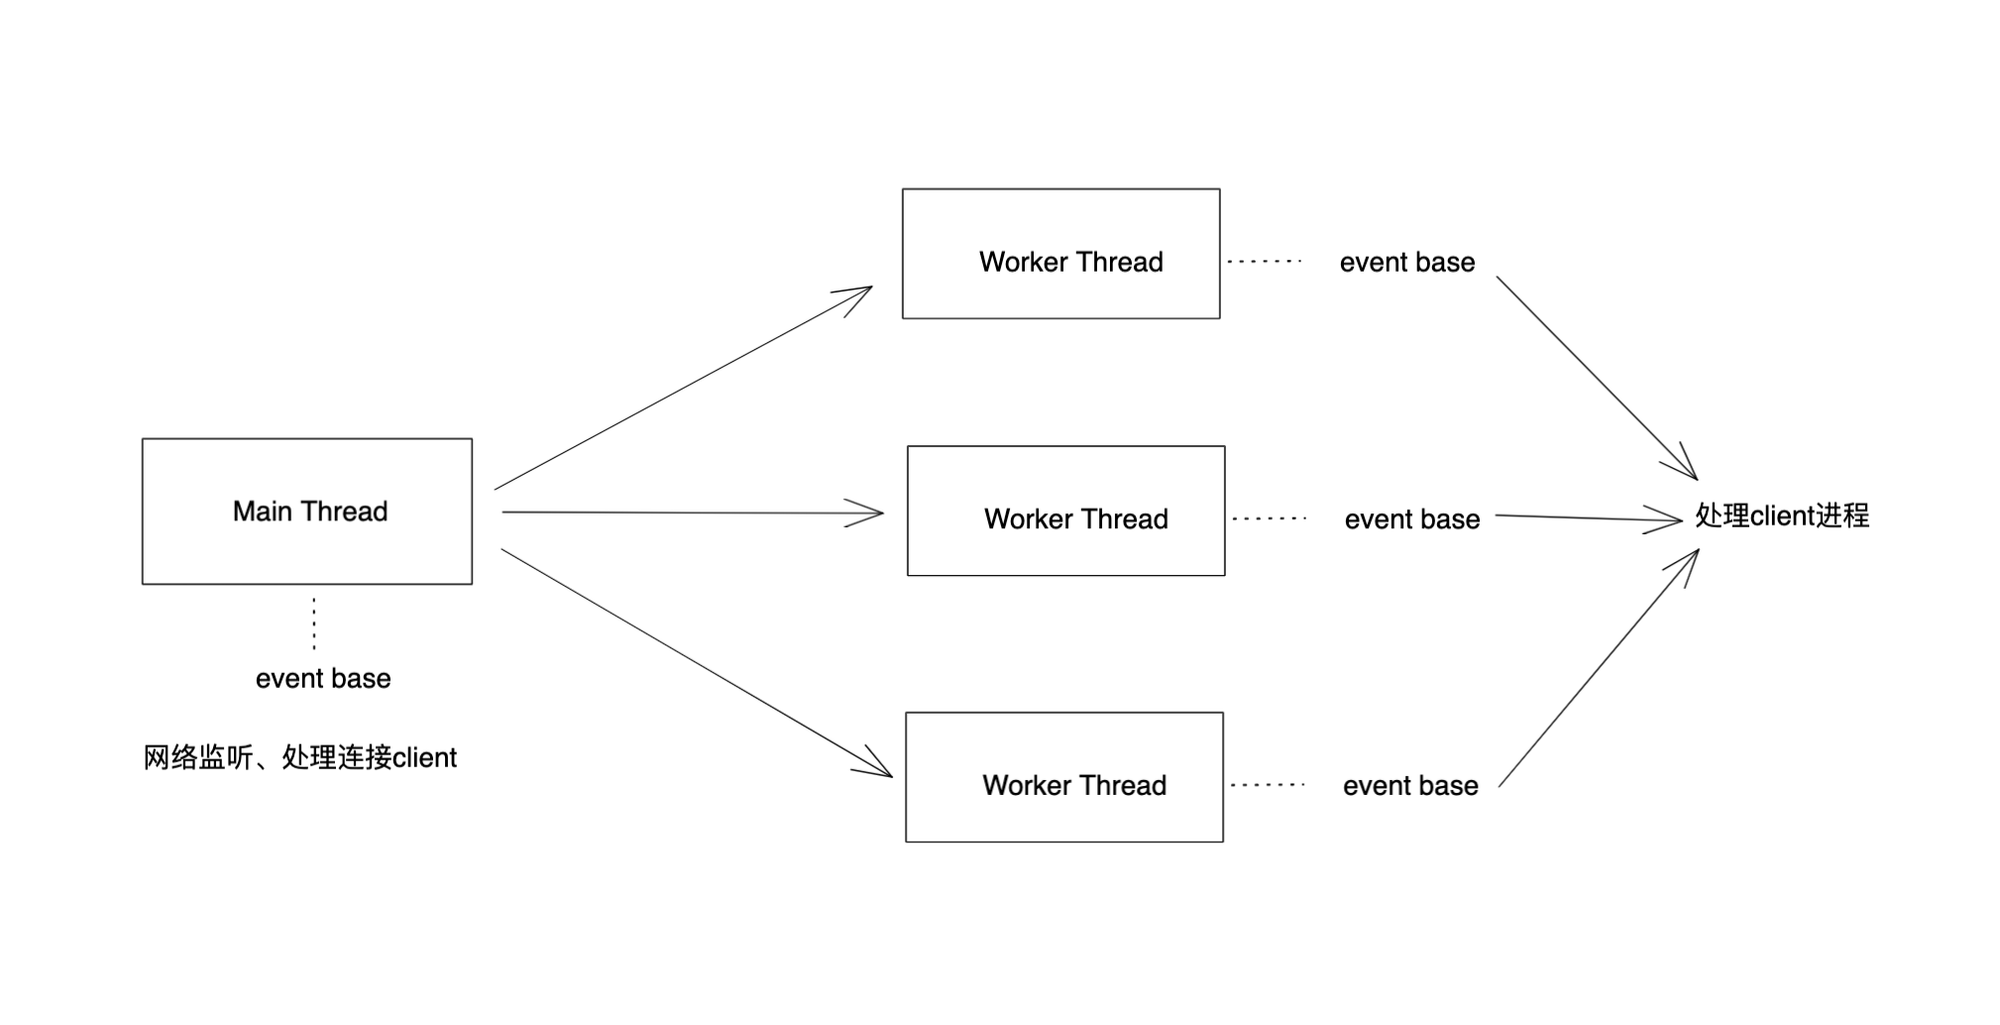 Main Thread
event base
网络监听、处理连接client
Worker Thread
event base
Worker Thread
event base
Worker Thread
event base
处理client进程